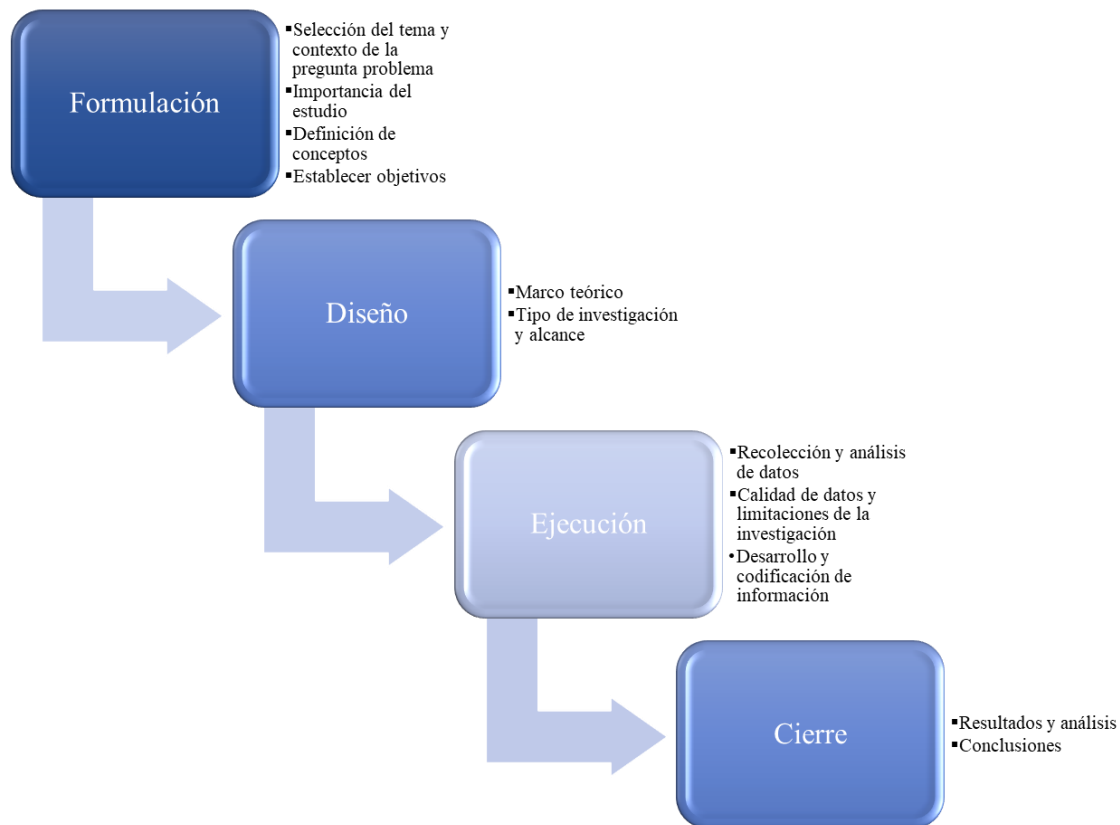 Formulación
▪Selección del tema y
contexto de la
pregunta problema
▪Importancia del
estudio
▪Definición de
conceptos
▪Establecer objetivos
Diseño
▪Marco teórico
▪Tipo de investigación
y alcance
Ejecución
▪Recolección y análisis
de datos
▪Calidad de datos y
limitaciones de la
investigación
•Desarrollo y
codificación de
información
Cierre
▪Resultados y análisis
▪Conclusiones